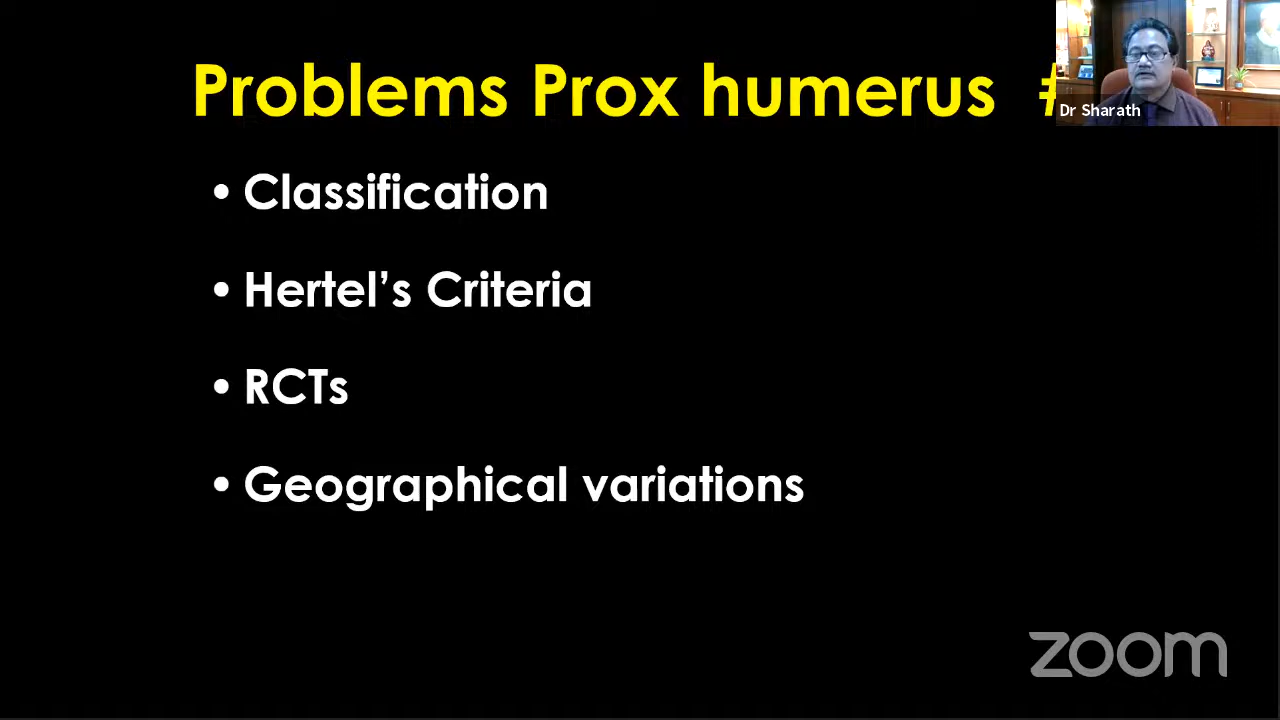 Problems Prox humerus #
Dr Sharath
• Classification
• Hertel’s Criteria
• RCTs
• Geographical variations
zoom